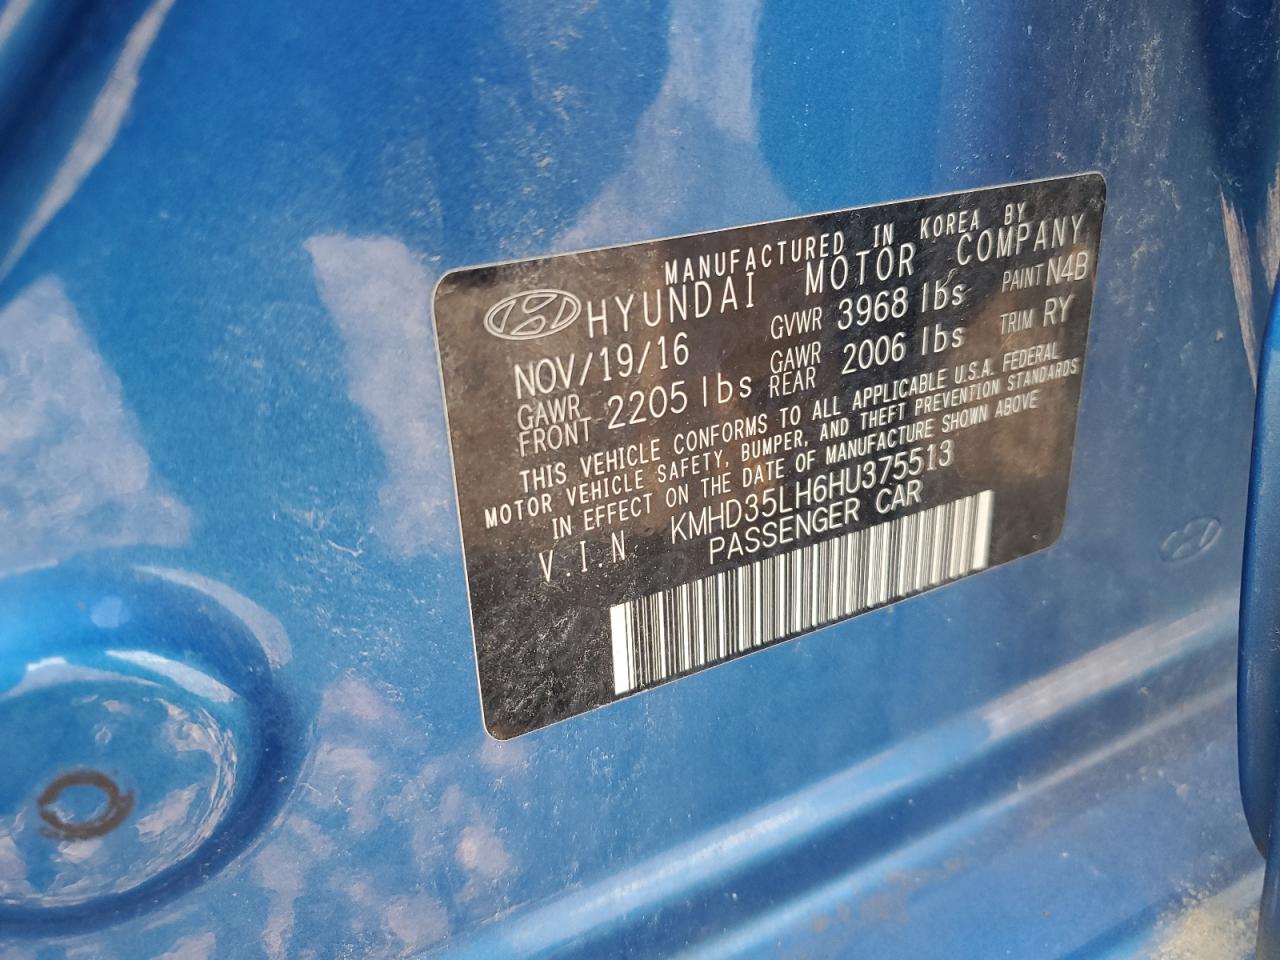 MANUFACTURED IN KOREA BY
HYUNDAI MOTOR COMPANY
NOV/19/16 GVWR 3968 lbs PAINT N4B
GAWR FRONT 2205 lbs GAWR REAR 2006 lbs TRIM RY
THIS VEHICLE CONFORMS TO ALL APPLICABLE U.S.A. FEDERAL
MOTOR VEHICLE SAFETY, BUMPER, AND THEFT PREVENTION STANDARDS
IN EFFECT ON THE DATE OF MANUFACTURE SHOWN ABOVE
V.I.N KMHD35LH6HU375513
PASSENGER CAR